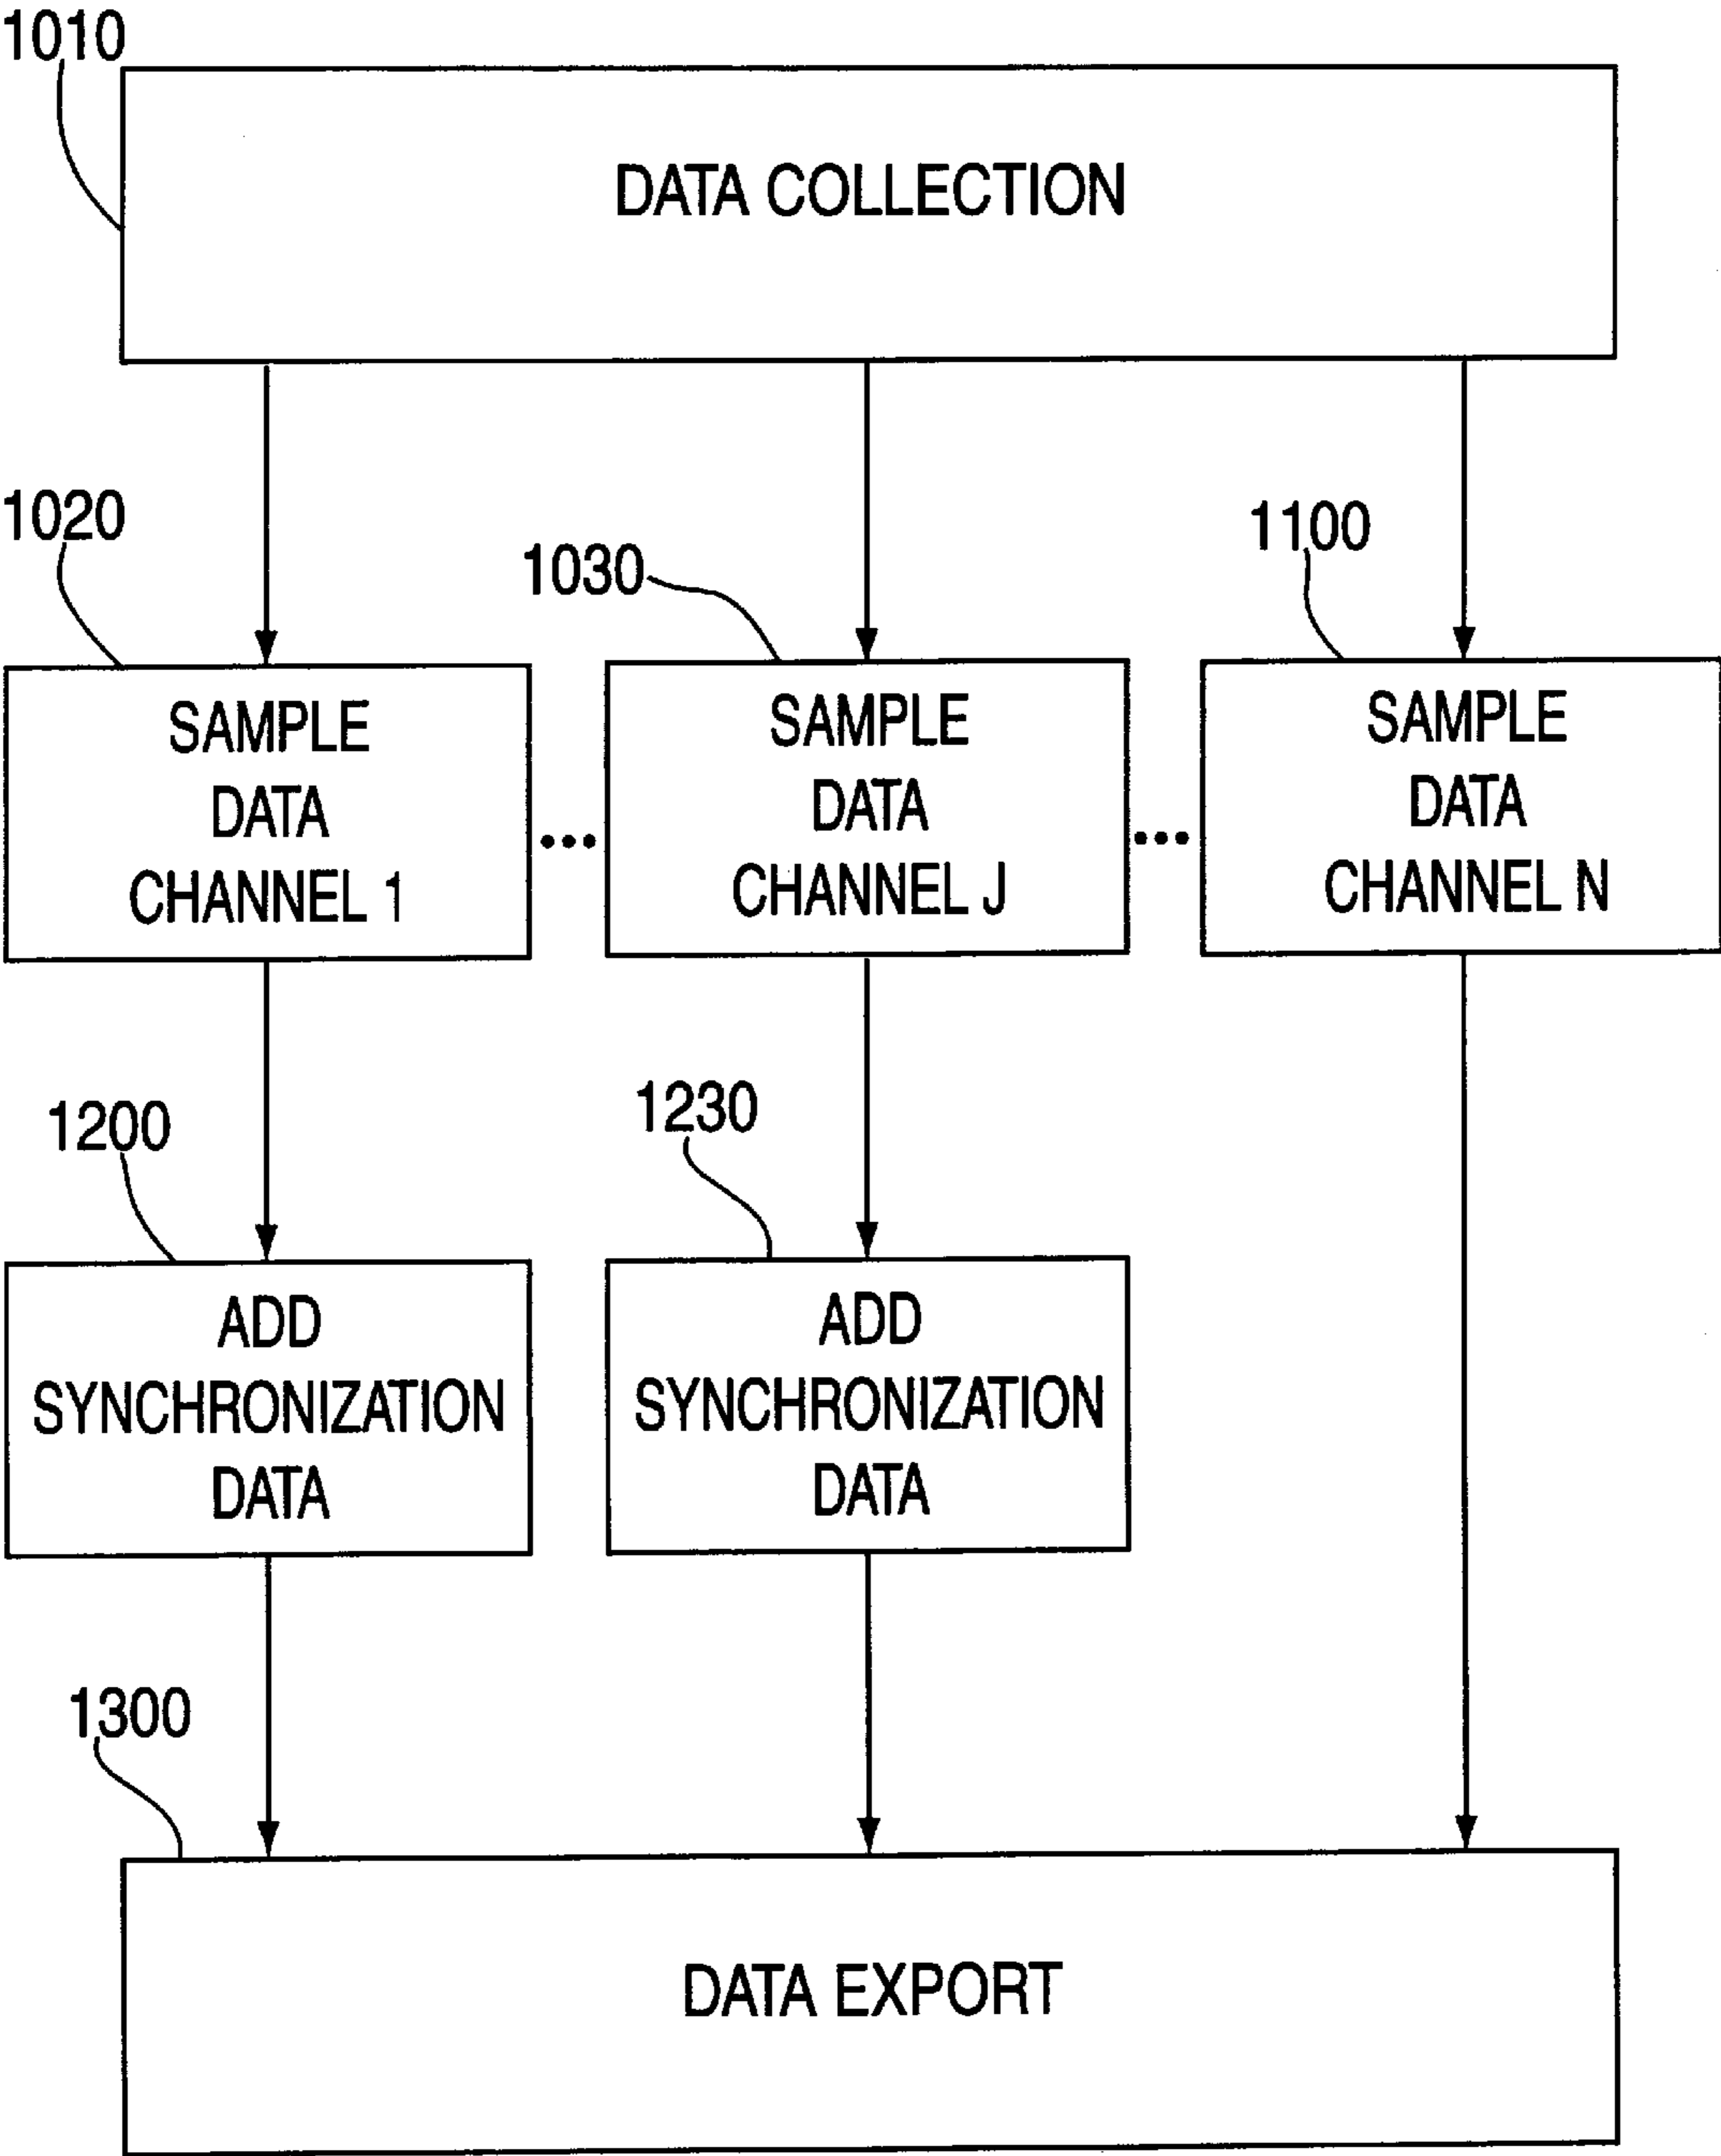 1010
DATA COLLECTION
1020
1030
1100
SAMPLE
DATA
CHANNEL 1
...
SAMPLE
DATA
CHANNEL J
...
SAMPLE
DATA
CHANNEL N
1200
1230
ADD
SYNCHRONIZATION
DATA
ADD
SYNCHRONIZATION
DATA
1300
DATA EXPORT